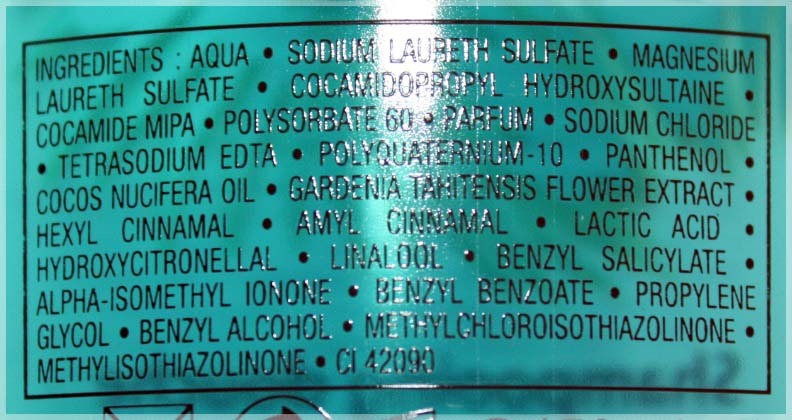 INGREDIENTS : AQUA • SODIUM LAURETH SULFATE • MAGNESIUM
LAURETH SULFATE • COCAMIDOPROPYL HYDROXYSULTAINE •
COCAMIDE MIPA • POLYSORBATE 60 • PARFUM • SODIUM CHLORIDE
• TETRASODIUM EDTA • POLYQUATERNIUM-10 • PANTHENOL •
COCOS NUCIFERA OIL • GARDENIA TAHITENSIS FLOWER EXTRACT •
HEXYL CINNAMAL • AMYL CINNAMAL • LACTIC ACID •
HYDROXYCITRONELLAL • LINALOOL • BENZYL SALICYLATE •
ALPHA-ISOMETHYL IONONE • BENZYL BENZOATE • PROPYLENE
GLYCOL • BENZYL ALCOHOL • METHYLCHLOROISOTHIAZOLINONE •
METHYLISOTHIAZOLINONE • CI 42090